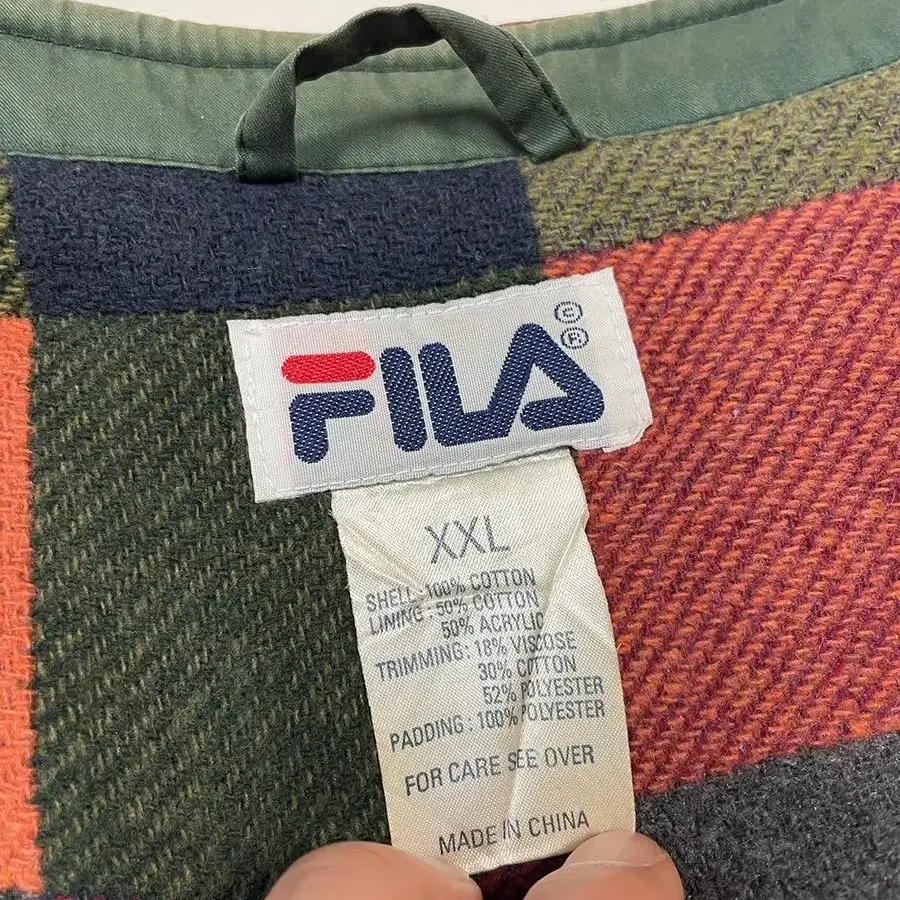 FILA
©
®
XXL
SHELL:100% COTTON
LINING:50% COTTON
50% ACRYLIC
TRIMMING:18% VISCOSE
30% COTTON
52% POLYESTER
PADDING:100% POLYESTER
FOR CARE SEE OVER
MADE IN CHINA